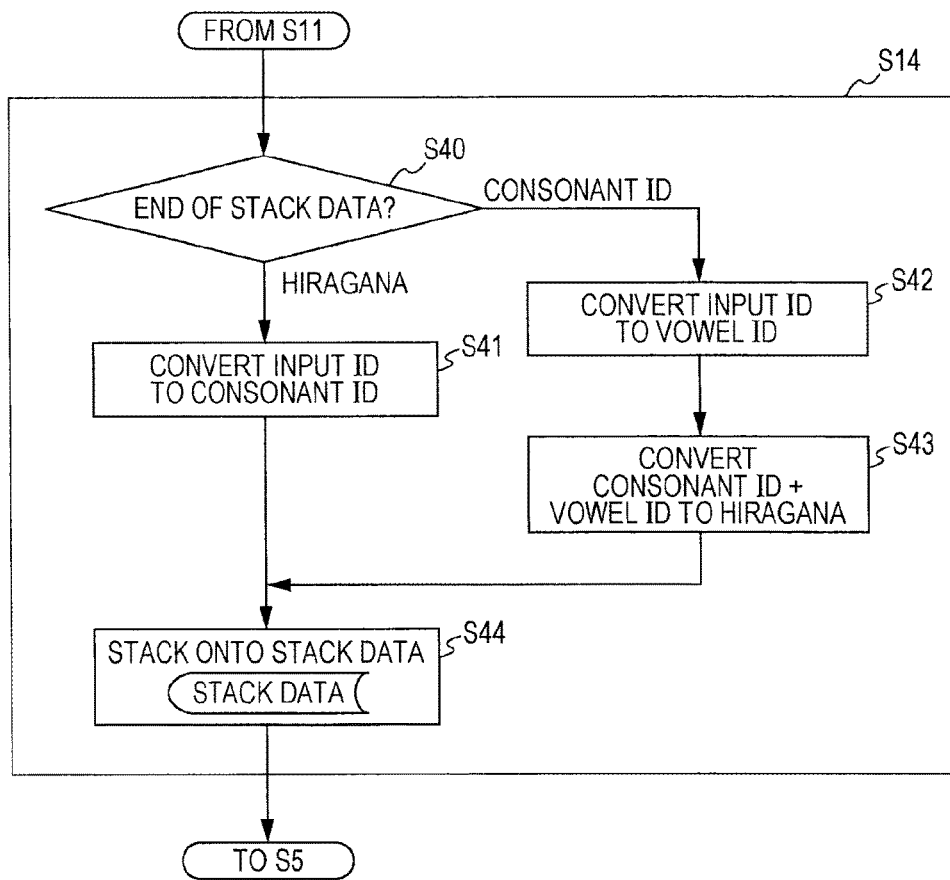 FROM S11
S14
S40
END OF STACK DATA?
CONSONANT ID
HIRAGANA
S42
CONVERT INPUT ID
TO VOWEL ID
S41
CONVERT INPUT ID
TO CONSONANT ID
S43
CONVERT
CONSONANT ID +
VOWEL ID TO HIRAGANA
S44
STACK ONTO STACK DATA
STACK DATA
TO S5